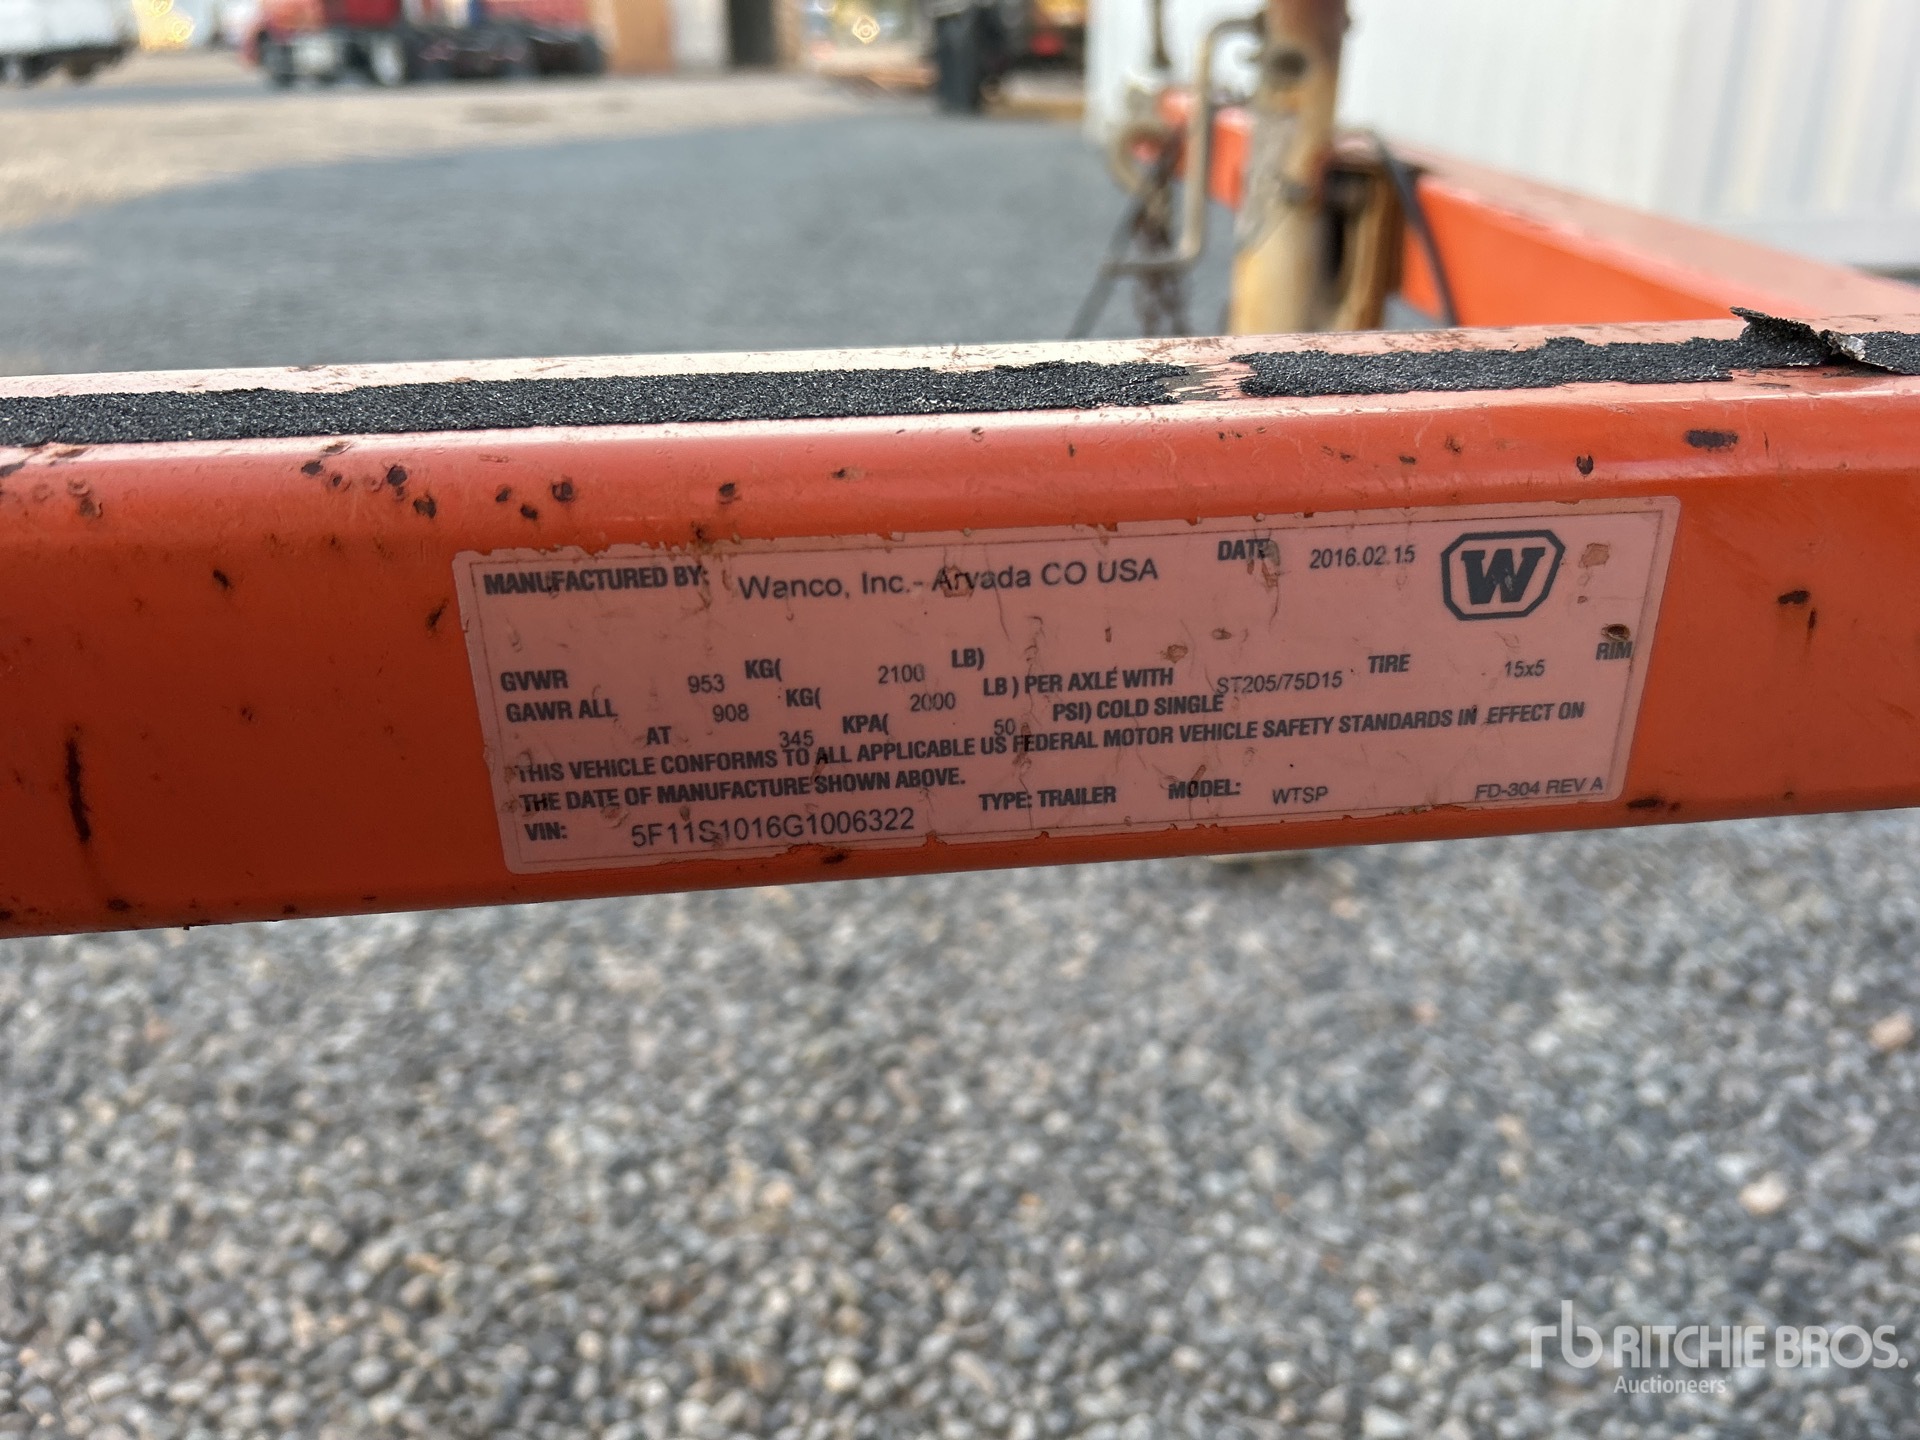 MANUFACTURED BY: Wanco, Inc.- Arvada CO USA DATE 2016.02.15 W
GVWR 953 KG( 2100 LB)
GAWR ALL 908 KG( 2000 LB ) PER AXLE WITH ST205/75D15 TIRE 15x5 RIM
AT 345 KPA( 50 PSI) COLD SINGLE
THIS VEHICLE CONFORMS TO ALL APPLICABLE US FEDERAL MOTOR VEHICLE SAFETY STANDARDS IN EFFECT ON
THE DATE OF MANUFACTURE SHOWN ABOVE.
VIN: 5F11S1016G1006322 TYPE: TRAILER MODEL: WTSP FD-304 REV A
rb RITCHIE BROS.
Auctioneers